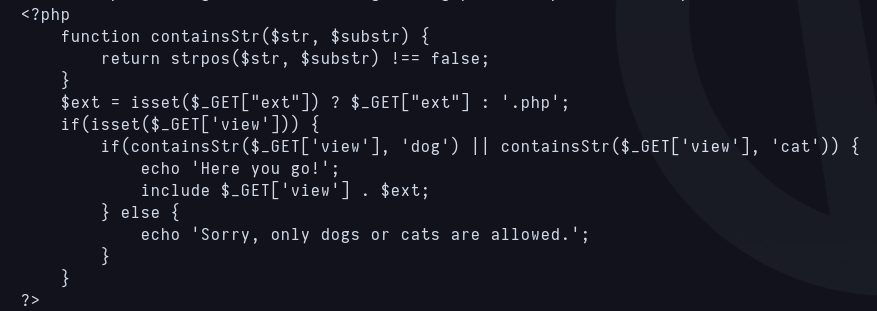 <?php
    function containsStr($str, $substr) {
        return strpos($str, $substr) !== false;
    }
    $ext = isset($_GET["ext"]) ? $_GET["ext"] : '.php';
    if(isset($_GET['view'])) {
        if(containsStr($_GET['view'], 'dog') || containsStr($_GET['view'], 'cat')) {
            echo 'Here you go!';
            include $_GET['view'] . $ext;
        } else {
            echo 'Sorry, only dogs or cats are allowed.';
        }
    }
?>